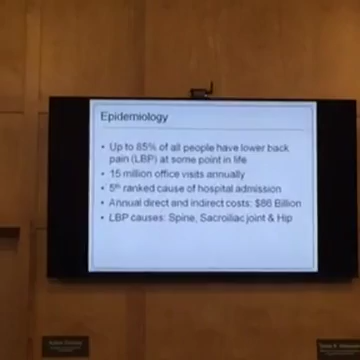 Epidemiology
• Up to 85% of all people have lower back
pain (LBP) at some point in life
• 15 million office visits annually
• 5th ranked cause of hospital admission
• Annual direct and indirect costs: $86 Billion
• LBP causes: Spine, Sacroiliac joint & Hip